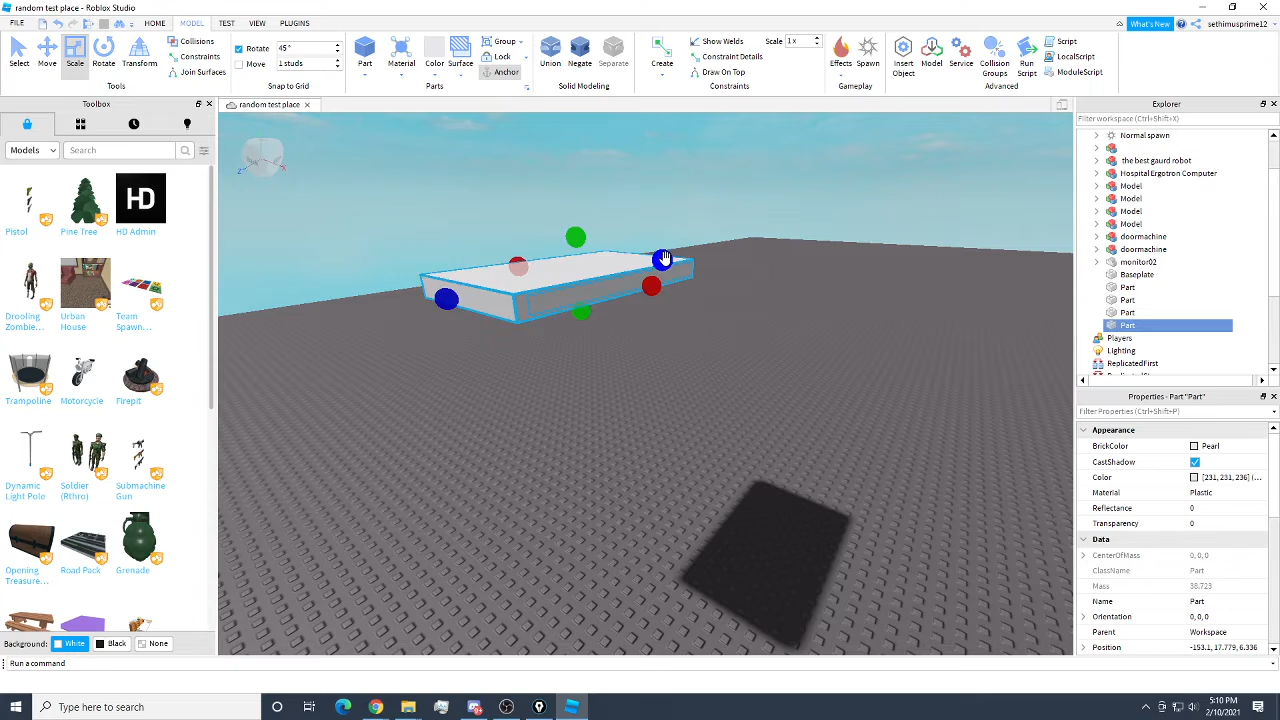 random test place - Roblox Studio
FILE HOME MODEL TEST VIEW PLUGINS What's New sethimusprime12
Select Move Scale Rotate Transform
Collisions
Constraints
Join Surfaces
Tools
Rotate 45°
Move 1 studs
Snap to Grid
Part Material Color Surface
Group
Lock
Anchor
Parts
Union Negate Separate
Solid Modeling
Create
Show Welds Scale 1 x
Constraint Details
Draw On Top
Constraints
Effects Spawn
Gameplay
Insert Object Model Service Collision Groups Run Script
Script
LocalScript
ModuleScript
Advanced
Toolbox
Models Search
HD
Pistol Pine Tree HD Admin
Drooling Zombie... Urban House Team Spawn...
Trampoline Motorcycle Firepit
Dynamic Light Pole Soldier (Rthro) Submachine Gun
Opening Treasure... Road Pack Grenade
Background: White Black None
random test place
Z X
Explorer
Filter workspace (Ctrl+Shift+X)
Normal spawn
the best gaurd robot
Hospital Ergotron Computer
Model
Model
Model
Model
doormachine
doormachine
monitor02
Baseplate
Part
Part
Part
Part
Players
Lighting
ReplicatedFirst
Properties - Part "Part"
Filter Properties (Ctrl+Shift+P)
Appearance
BrickColor Pearl
CastShadow
Color [231, 231, 236] (...
Material Plastic
Reflectance 0
Transparency 0
Data
CenterOfMass 0, 0, 0
ClassName Part
Mass 38.723
Name Part
Orientation 0, 0, 0
Parent Workspace
Position -153.1, 17.779, 6.336
Run a command
Type here to search
5:10 PM
2/10/2021